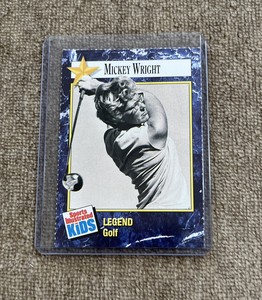 MICKEY WRIGHT
Sports
Illustrated
KIDS
LEGEND
Golf